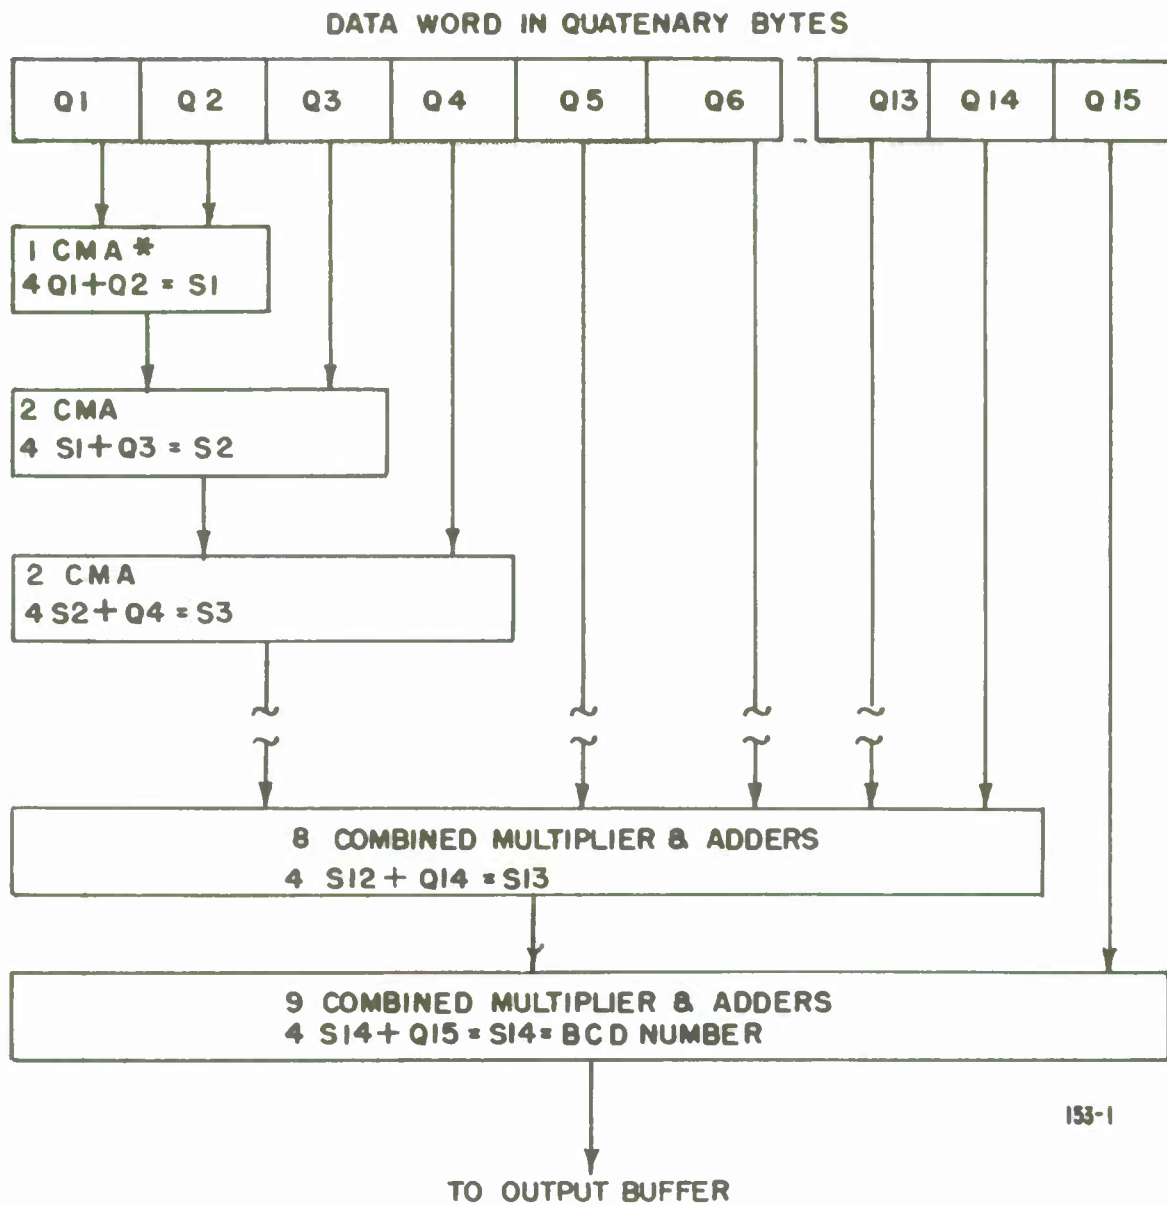 DATA WORD IN QUATENARY BYTES
Q1 Q2 Q3 Q4 Q5 Q6 Q13 Q14 Q15
1 CMA *
4 Q1+Q2 = S1
2 CMA
4 S1+Q3 = S2
2 CMA
4 S2+Q4 = S3
8 COMBINED MULTIPLIER & ADDERS
4 S12 + Q14 = S13
9 COMBINED MULTIPLIER & ADDERS
4 S14+ Q15 = S14= BCD NUMBER
153-1
TO OUTPUT BUFFER